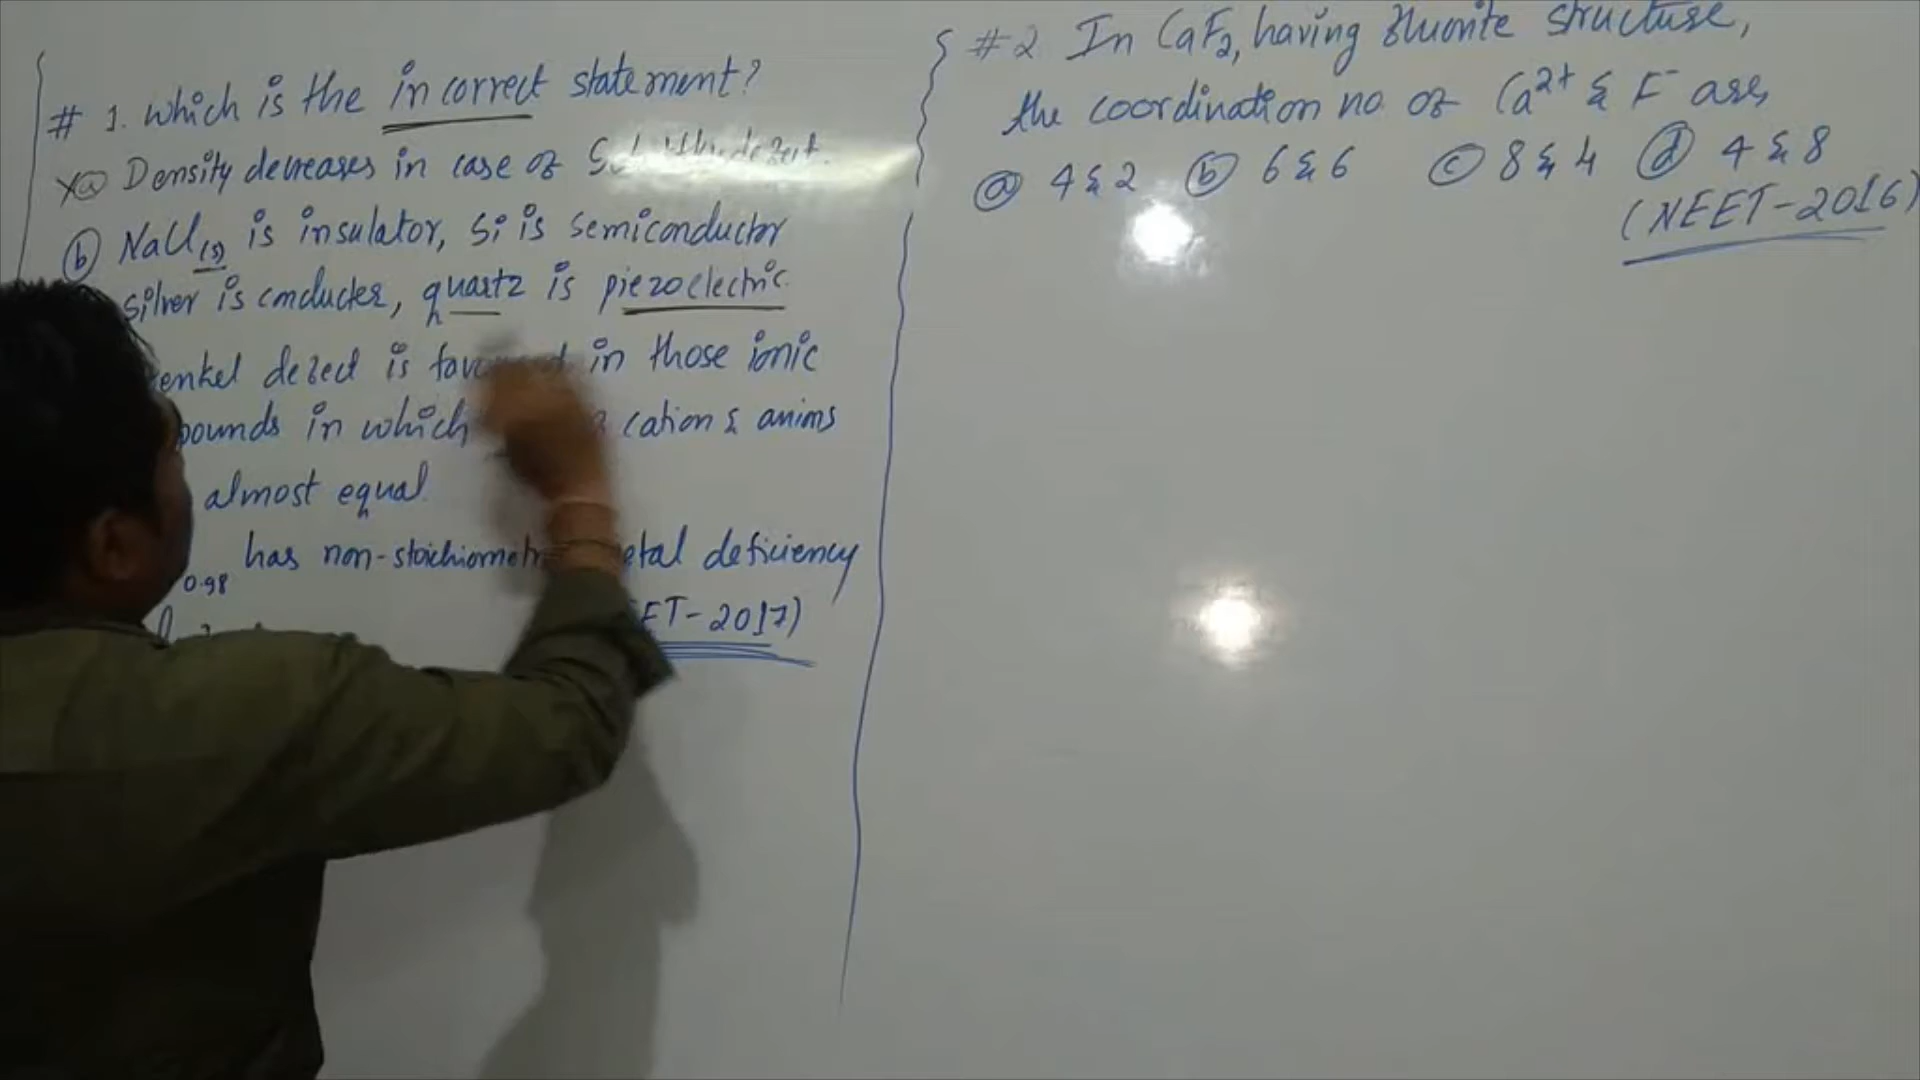 # 1. Which is the incorrect statement?
x ⓐ Density decreases in case of
ⓑ NaCl(s) is insulator, Si is semiconductor
silver is conductor, quartz is piezoelectric.
enkel defect is in those ionic
pounds in which cation & anions
almost equal
0.98 has non-stoichiomet etal deficiency
EET-2017)
#2 In CaF2, having fluorite structure,
the coordination no. of Ca2+ & F- are
ⓐ 4 & 2 ⓑ 6 & 6 ⓒ 8 & 4 ⓓ 4 & 8
(NEET-2016)